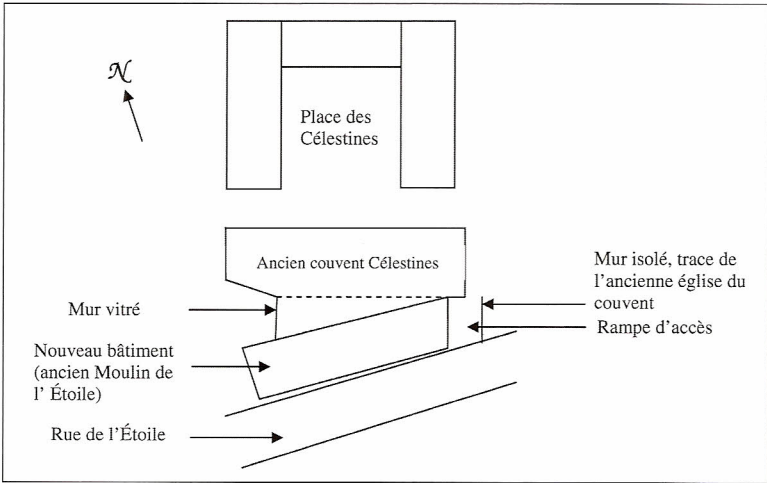 N
Place des
Célestines
Ancien couvent Célestines
Mur isolé, trace de
l'ancienne église du
couvent
Mur vitré
Rampe d'accès
Nouveau bâtiment
(ancien Moulin de
l' Étoile)
Rue de l'Étoile